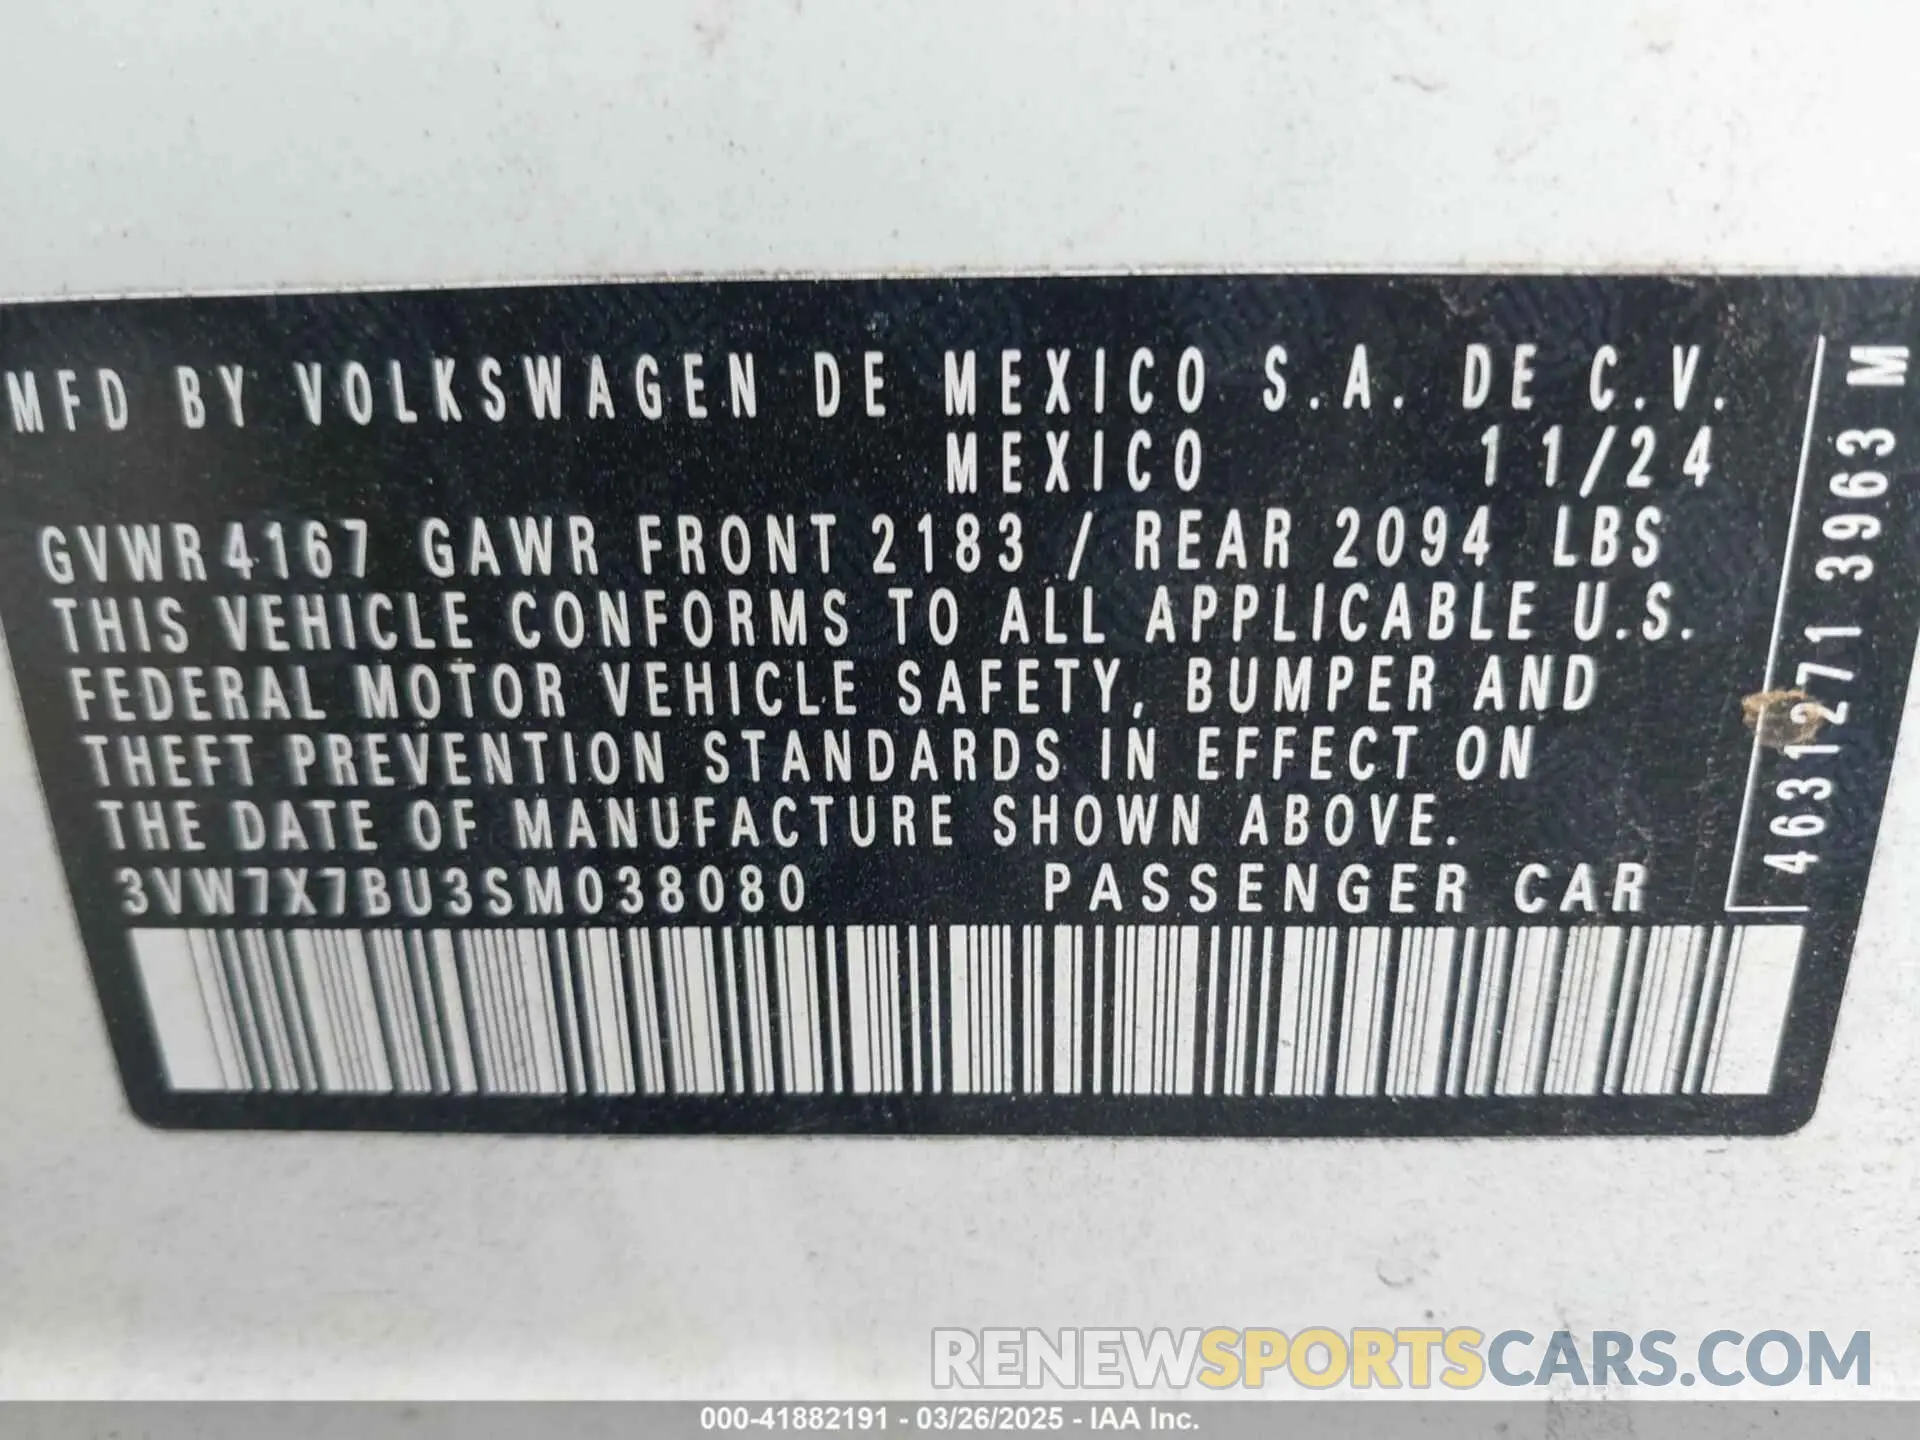 MFD BY VOLKSWAGEN DE MEXICO S.A. DE C.V.
MEXICO 11/24
GVWR 4167 GAWR FRONT 2183 / REAR 2094 LBS
THIS VEHICLE CONFORMS TO ALL APPLICABLE U.S.
FEDERAL MOTOR VEHICLE SAFETY, BUMPER AND
THEFT PREVENTION STANDARDS IN EFFECT ON
THE DATE OF MANUFACTURE SHOWN ABOVE.
3VW7X7BU3SM038080 PASSENGER CAR
4631271 3963 M
RENEWSPORTSCARS.COM
000-41882191 - 03/26/2025 - IAA Inc.